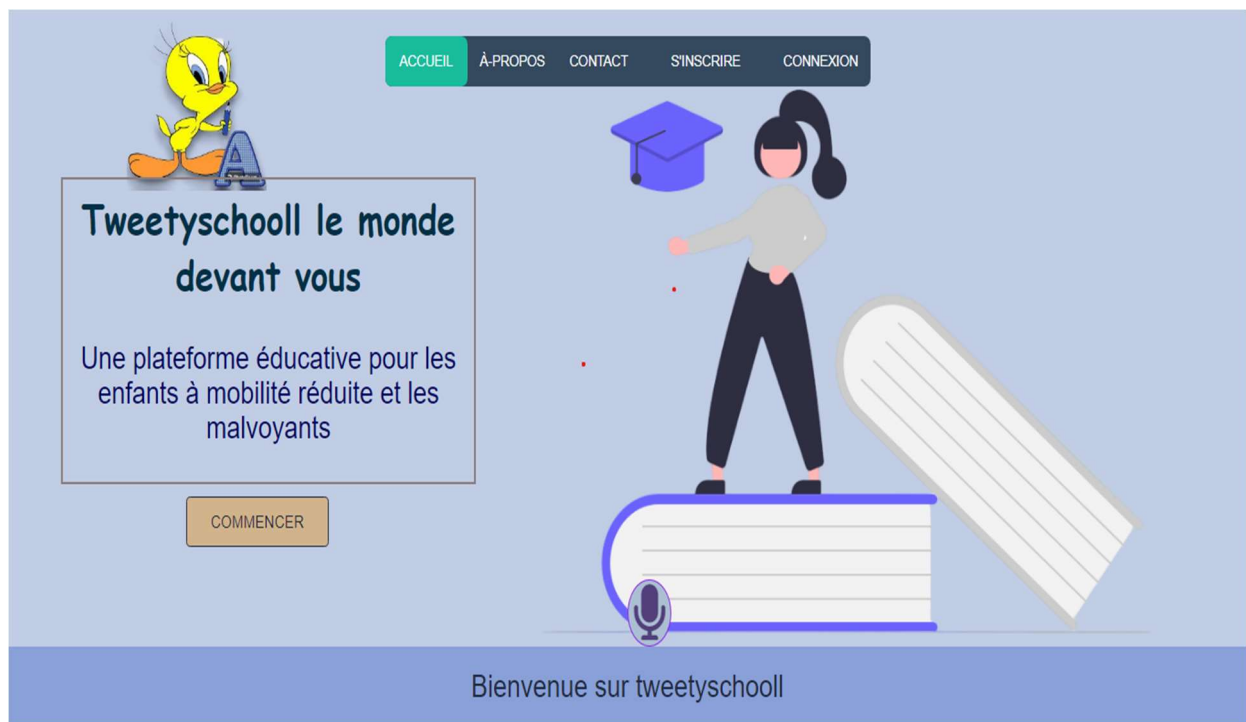 ACCUEIL À-PROPOS CONTACT S'INSCRIRE CONNEXION
A
Tweetyschooll le monde
devant vous
Une plateforme éducative pour les
enfants à mobilité réduite et les
malvoyants
COMMENCER
Bienvenue sur tweetyschooll